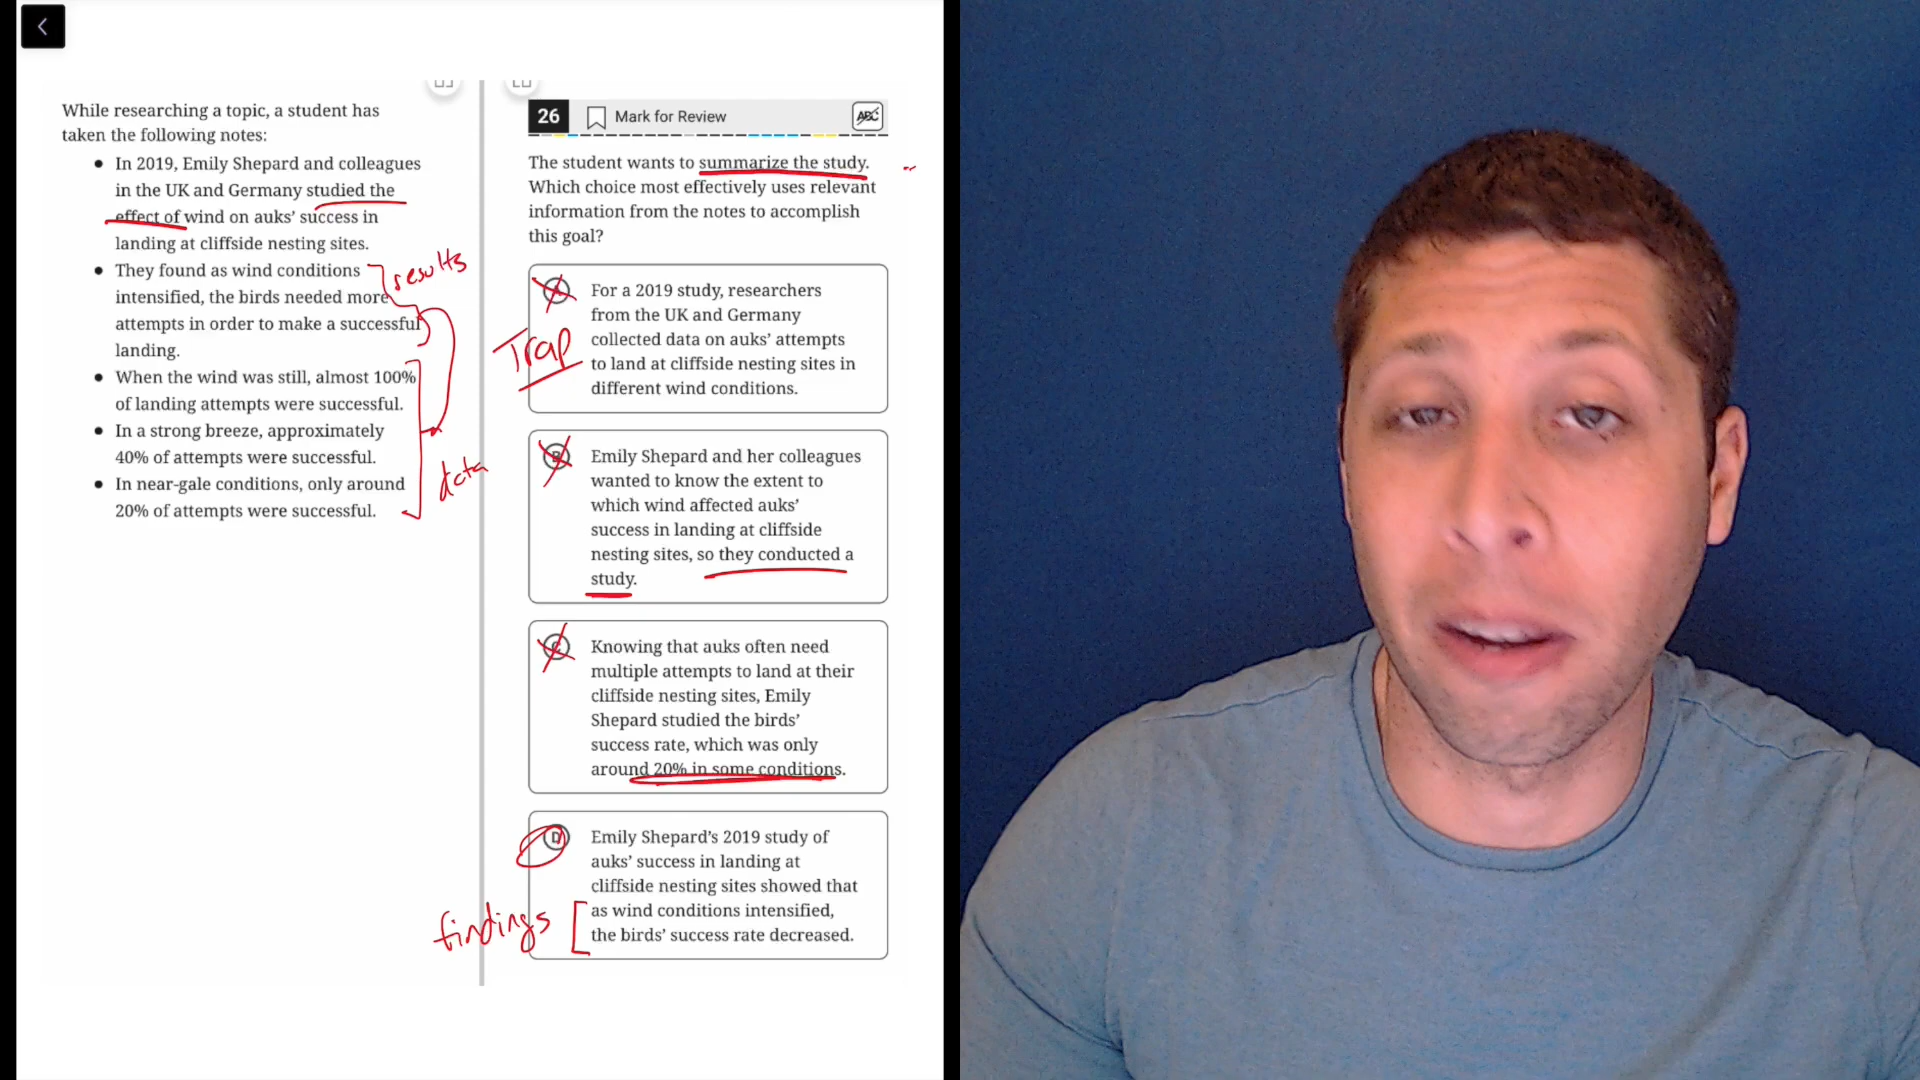 While researching a topic, a student has
taken the following notes:
• In 2019, Emily Shepard and colleagues
in the UK and Germany studied the
effect of wind on auks’ success in
landing at cliffside nesting sites.
• They found as wind conditions
intensified, the birds needed more
attempts in order to make a successful
landing.
• When the wind was still, almost 100%
of landing attempts were successful.
• In a strong breeze, approximately
40% of attempts were successful.
• In near-gale conditions, only around
20% of attempts were successful.
results
data
26 Mark for Review ABC
The student wants to summarize the study.
Which choice most effectively uses relevant
information from the notes to accomplish
this goal?
A For a 2019 study, researchers
from the UK and Germany
collected data on auks’ attempts
to land at cliffside nesting sites in
different wind conditions.
Trap
B Emily Shepard and her colleagues
wanted to know the extent to
which wind affected auks’
success in landing at cliffside
nesting sites, so they conducted a
study.
C Knowing that auks often need
multiple attempts to land at their
cliffside nesting sites, Emily
Shepard studied the birds’
success rate, which was only
around 20% in some conditions.
D Emily Shepard’s 2019 study of
auks’ success in landing at
cliffside nesting sites showed that
as wind conditions intensified,
the birds’ success rate decreased.
findings